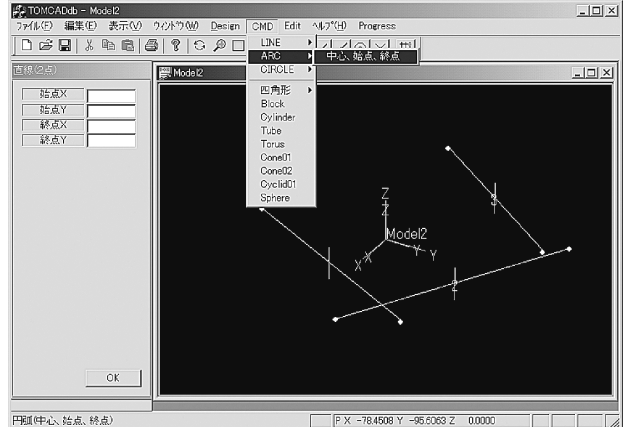 TOMCADdb - Model2
ファイル(F) 編集(E) 表示(V) ウィンドウ(W) Design CMD Edit ヘルプ(H) Progress
LINE
ARC
中心、始点、終点
CIRCLE
四角形
Block
Cylinder
Tube
Torus
Cone01
Cone02
Cyclid01
Sphere
直線(2点)
始点X
始点Y
終点X
終点Y
OK
Model2
Z
Z
Model2
X
X
Y
Y
3
2
円弧(中心、始点、終点)
P X -78.4508 Y -95.6063 Z 0.0000